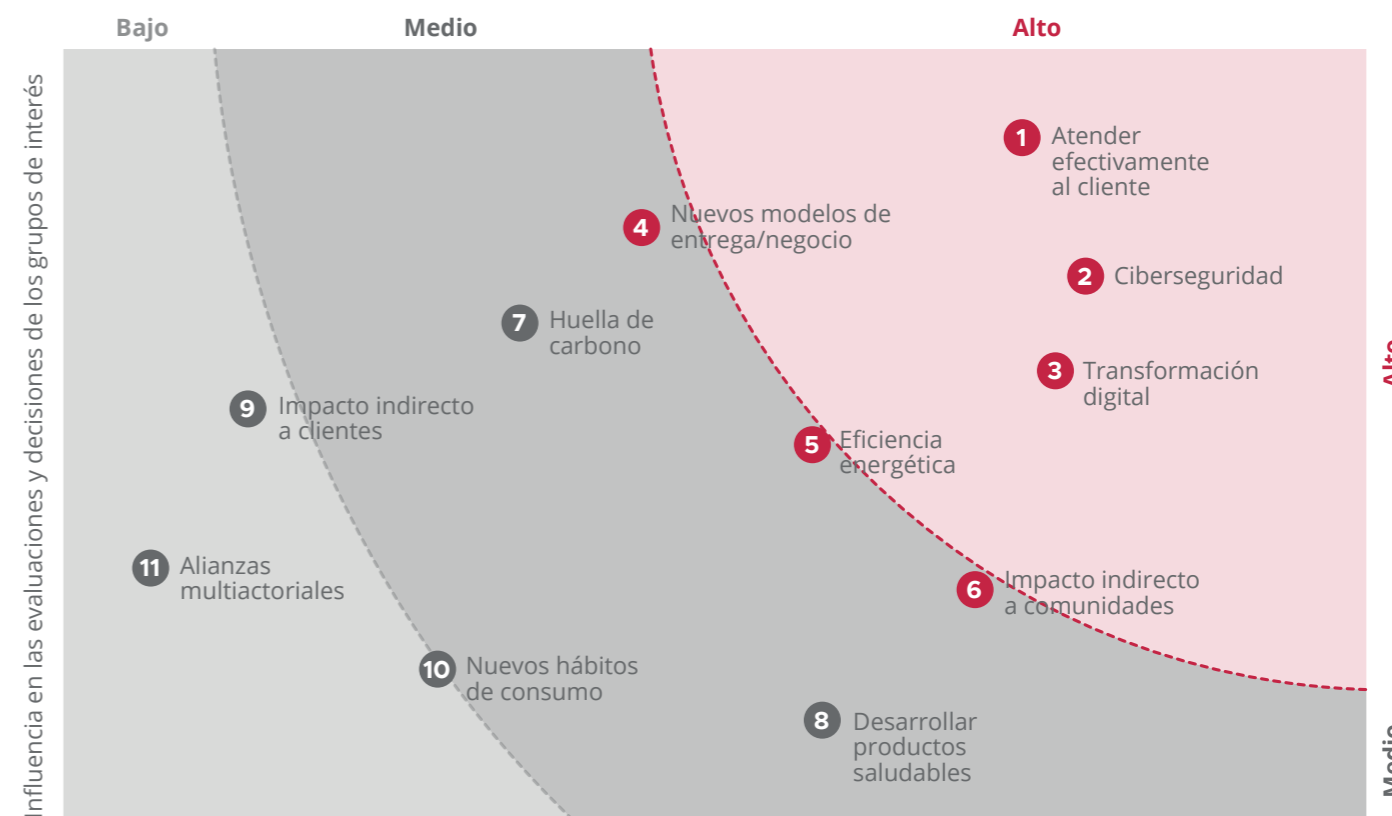 Bajo
Medio
Alto
Influencia en las evaluaciones y decisiones de los grupos de interés
1
Atender
efectivamente
al cliente
4
Nuevos modelos de
entrega/negocio
2
Ciberseguridad
7
Huella de
carbono
3
Transformación
digital
Alto
9
Impacto indirecto
a clientes
5
Eficiencia
energética
11
Alianzas
multiactoriales
6
Impacto indirecto
a comunidades
10
Nuevos hábitos
de consumo
8
Desarrollar
productos
saludables
Medio